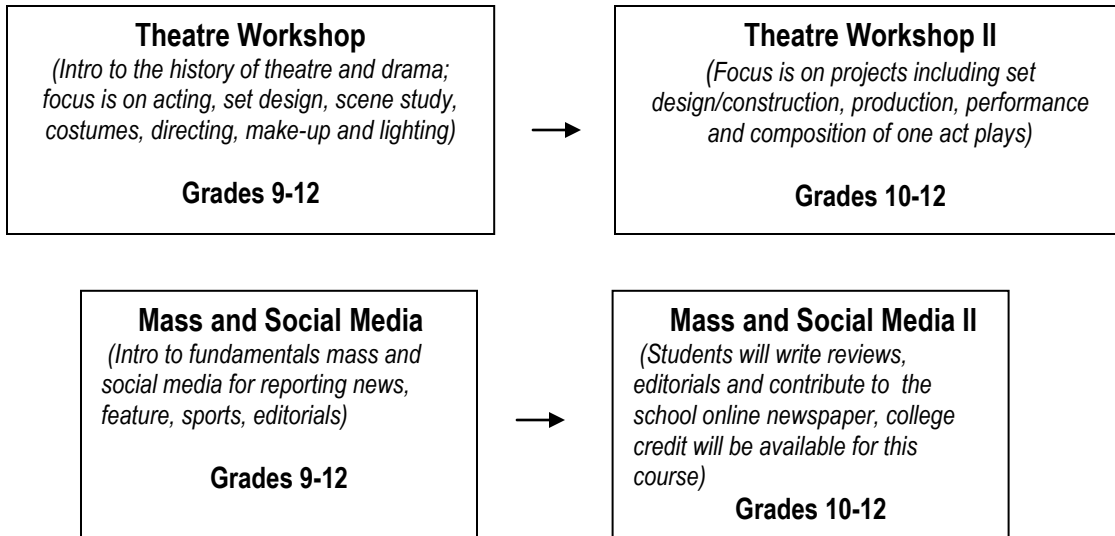 Theatre Workshop
(Intro to the history of theatre and drama;
focus is on acting, set design, scene study,
costumes, directing, make-up and lighting)
Grades 9-12
Theatre Workshop II
(Focus is on projects including set
design/construction, production, performance
and composition of one act plays)
Grades 10-12
Mass and Social Media
(Intro to fundamentals mass and
social media for reporting news,
feature, sports, editorials)
Grades 9-12
Mass and Social Media II
(Students will write reviews,
editorials and contribute to the
school online newspaper, college
credit will be available for this
course)
Grades 10-12